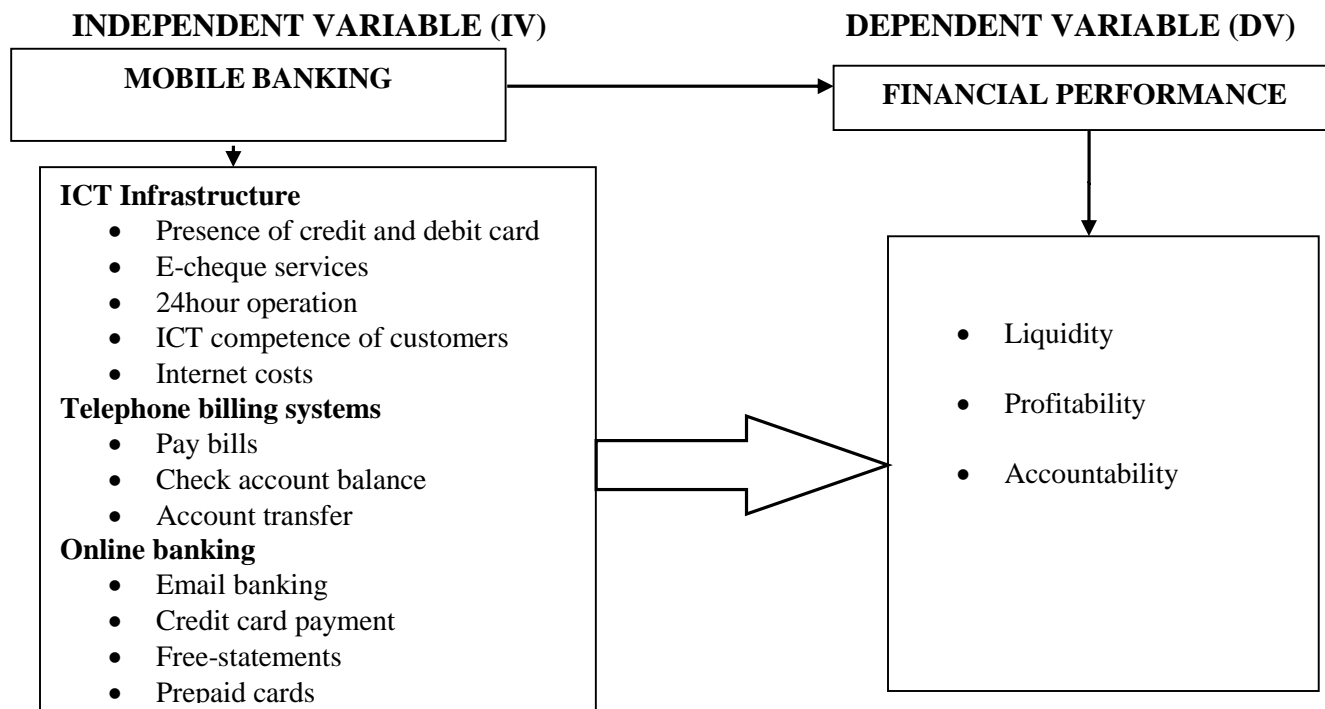 INDEPENDENT VARIABLE (IV)
DEPENDENT VARIABLE (DV)
MOBILE BANKING
FINANCIAL PERFORMANCE
ICT Infrastructure
• Presence of credit and debit card
• E-cheque services
• 24hour operation
• ICT competence of customers
• Internet costs
Telephone billing systems
• Pay bills
• Check account balance
• Account transfer
Online banking
• Email banking
• Credit card payment
• Free-statements
• Prepaid cards
• Liquidity
• Profitability
• Accountability